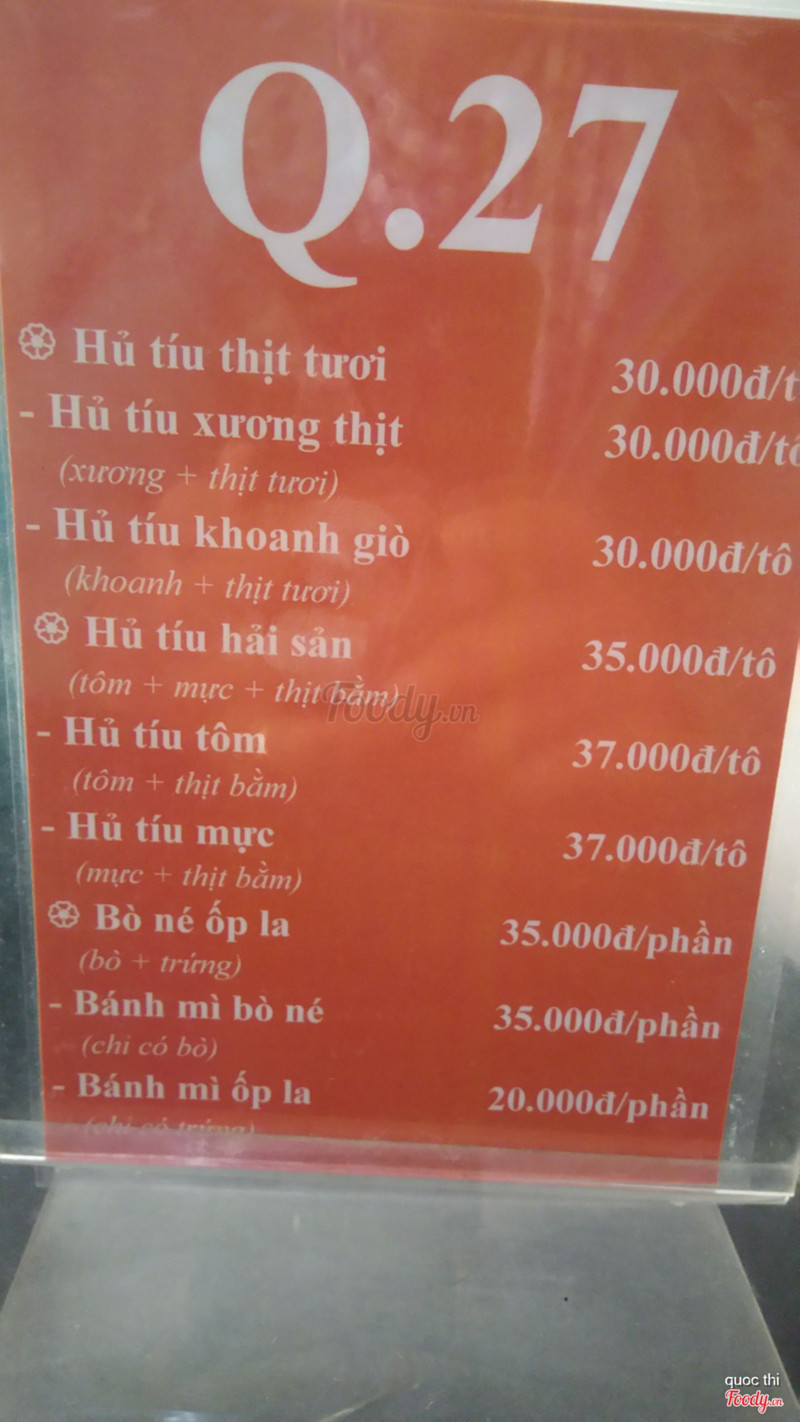 Q.27
Hủ tíu thịt tươi 30.000đ/t
- Hủ tíu xương thịt 30.000đ/tô
(xương + thịt tươi)
- Hủ tíu khoanh giò 30.000đ/tô
(khoanh + thịt tươi)
Hủ tíu hải sản 35.000đ/tô
(tôm + mực + thịt bằm)
Foody.vn
- Hủ tíu tôm 37.000đ/tô
(tôm + thịt bằm)
- Hủ tíu mực 37.000đ/tô
(mực + thịt bằm)
Bò né ốp la 35.000đ/phần
(bò + trứng)
- Bánh mì bò né 35.000đ/phần
(chỉ có bò)
- Bánh mì ốp la 20.000đ/phần
(chỉ có trứng)
quoc thi
Foody.vn